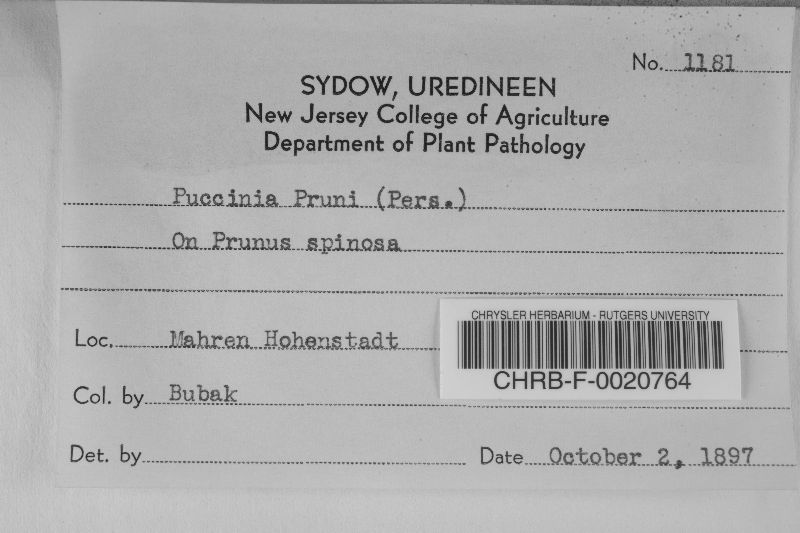 No. 1181
SYDOW, UREDINEEN
New Jersey College of Agriculture
Department of Plant Pathology
Puccinia Pruni (Pers.)
On Prunus spinosa
Loc. Mahren Hohenstadt
CHRYSLER HERBARIUM - RUTGERS UNIVERSITY
CHRB-F-0020764
Col. by Bubak
Det. by
Date October 2, 1897